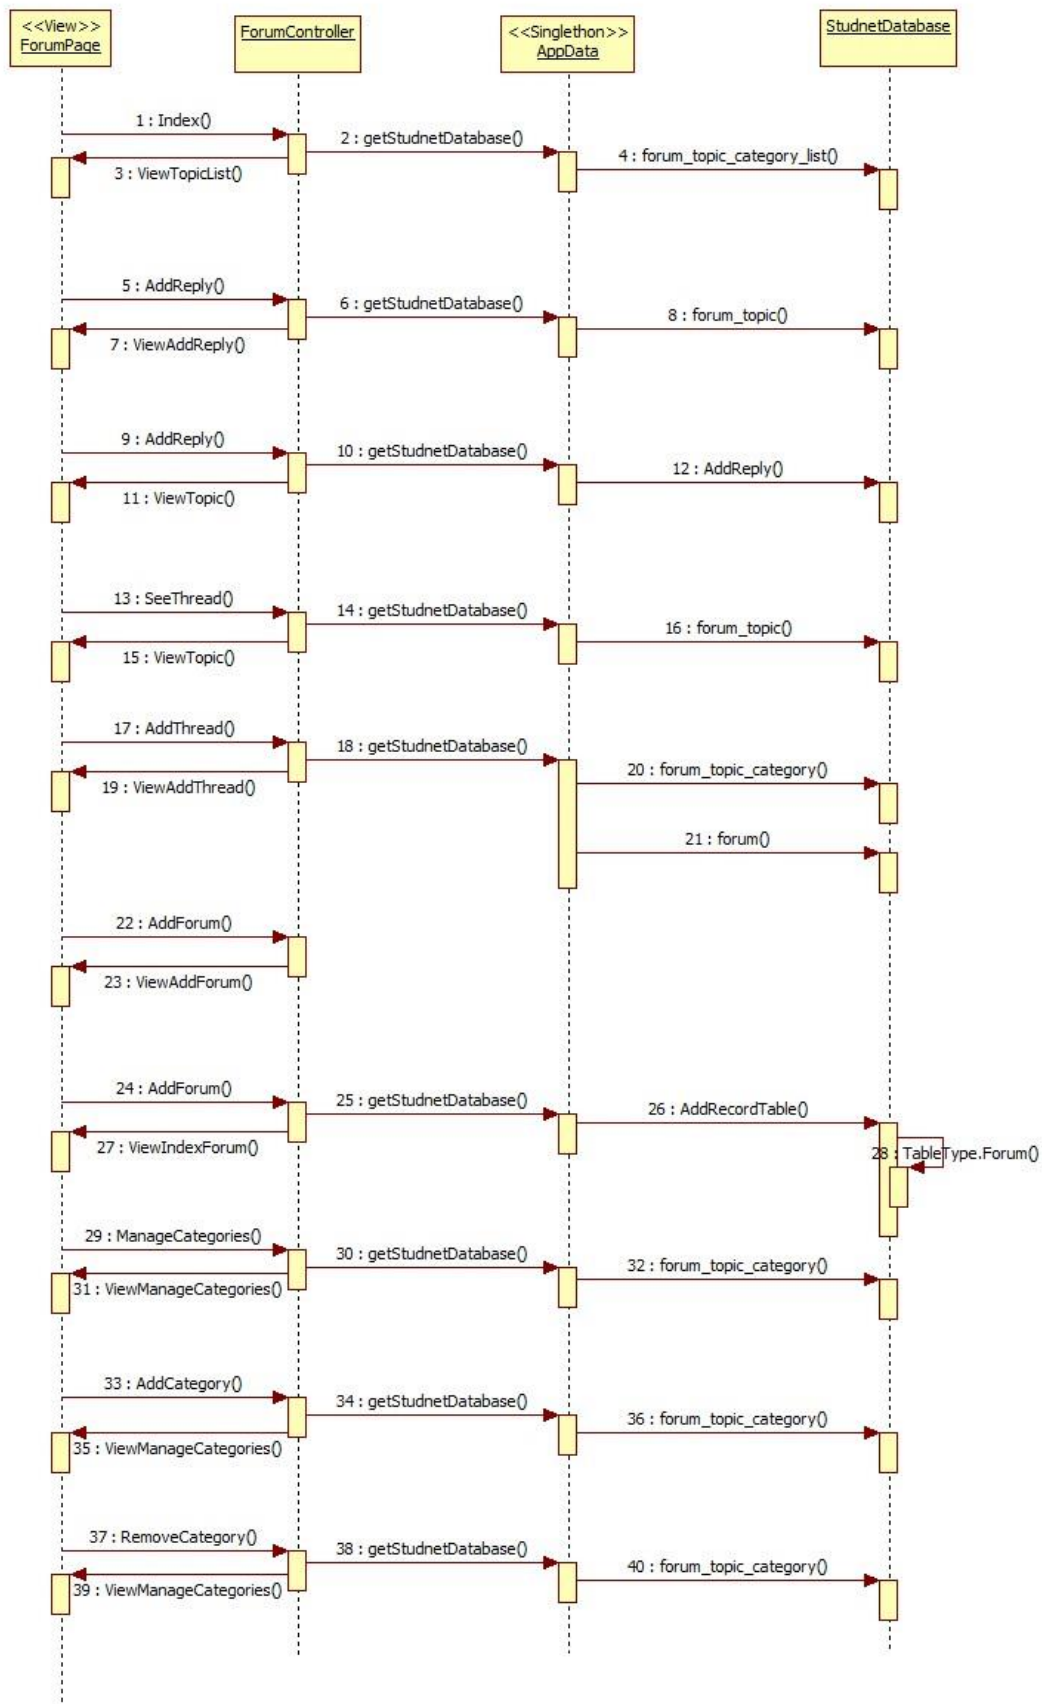 <<View>>
ForumPage
ForumController
<<Singlethon>>
AppData
StudnetDatabase
1 : Index()
2 : getStudnetDatabase()
3 : ViewTopicList()
4 : forum_topic_category_list()
5 : AddReply()
6 : getStudnetDatabase()
7 : ViewAddReply()
8 : forum_topic()
9 : AddReply()
10 : getStudnetDatabase()
11 : ViewTopic()
12 : AddReply()
13 : SeeThread()
14 : getStudnetDatabase()
15 : ViewTopic()
16 : forum_topic()
17 : AddThread()
18 : getStudnetDatabase()
19 : ViewAddThread()
20 : forum_topic_category()
21 : forum()
22 : AddForum()
23 : ViewAddForum()
24 : AddForum()
25 : getStudnetDatabase()
26 : AddRecordTable()
27 : ViewIndexForum()
28 : TableType.Forum()
29 : ManageCategories()
30 : getStudnetDatabase()
31 : ViewManageCategories()
32 : forum_topic_category()
33 : AddCategory()
34 : getStudnetDatabase()
35 : ViewManageCategories()
36 : forum_topic_category()
37 : RemoveCategory()
38 : getStudnetDatabase()
39 : ViewManageCategories()
40 : forum_topic_category()